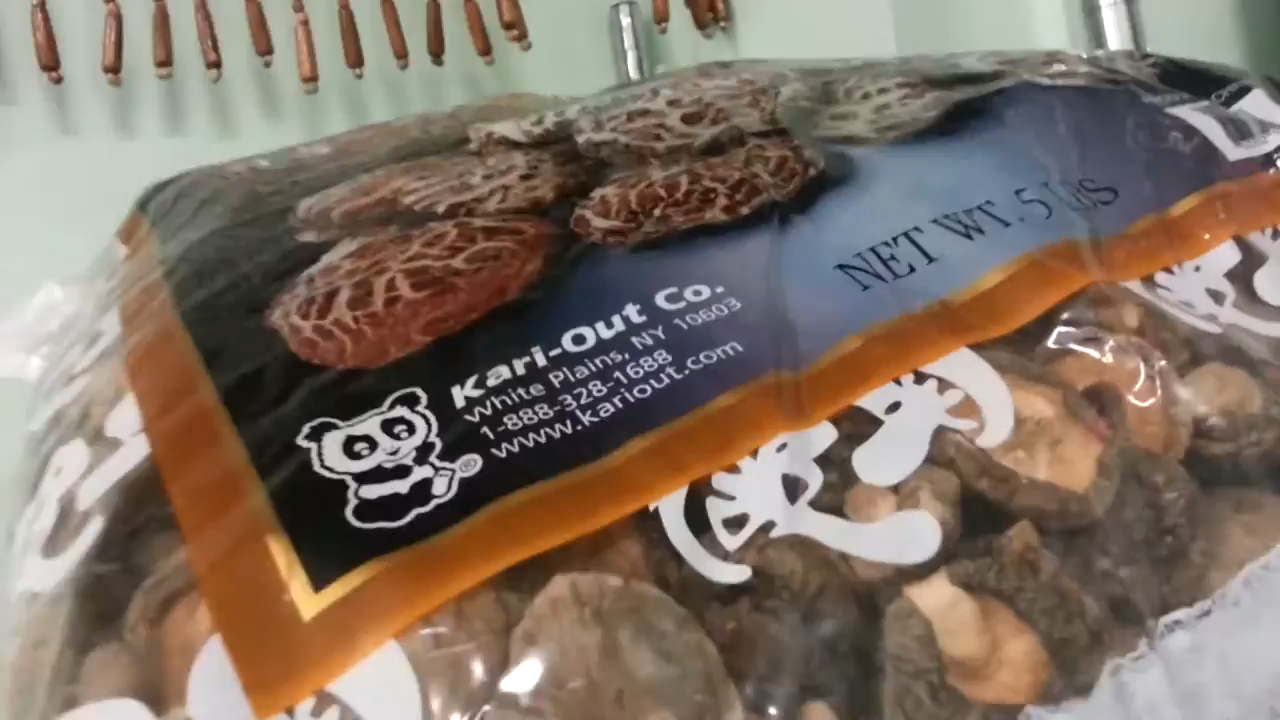 NET WT. 5 LBS
Kari-Out Co.
White Plains, NY 10603
1-888-328-1688
www.kariout.com
®